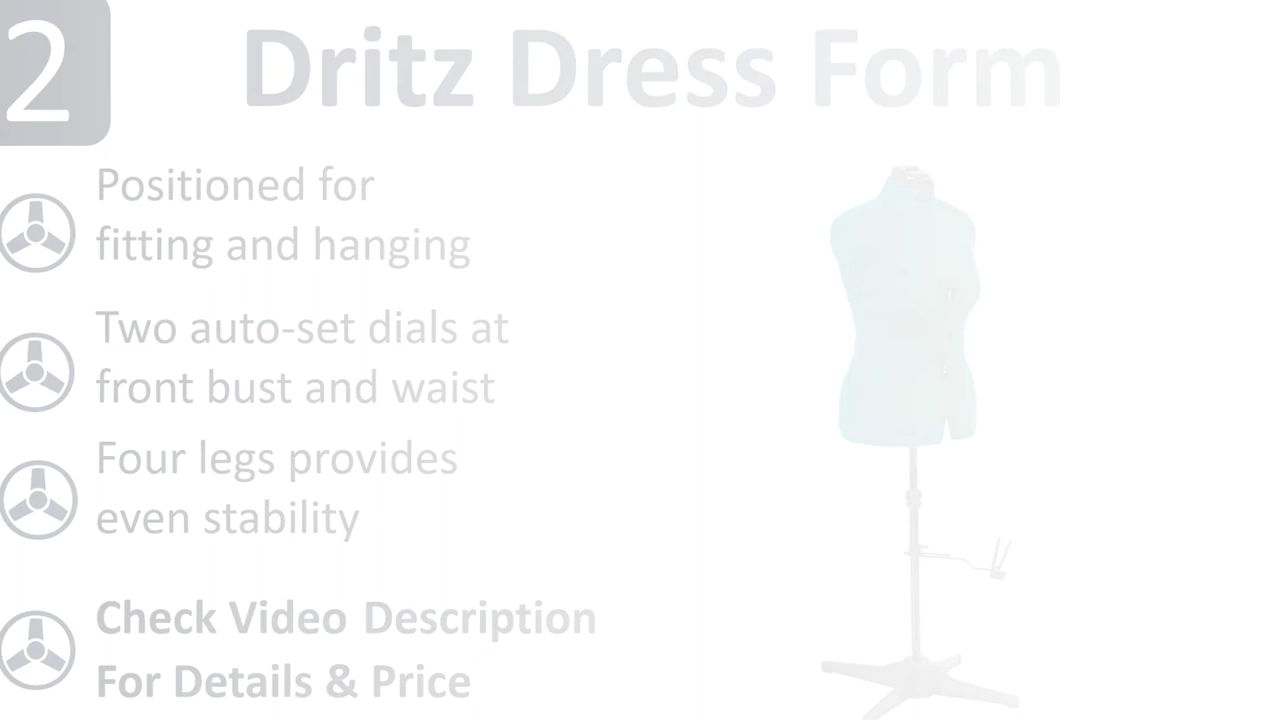 2
Dritz Dress Form
Positioned for
fitting and hanging
Two auto-set dials at
front bust and waist
Four legs provides
even stability
Check Video Description
For Details & Price